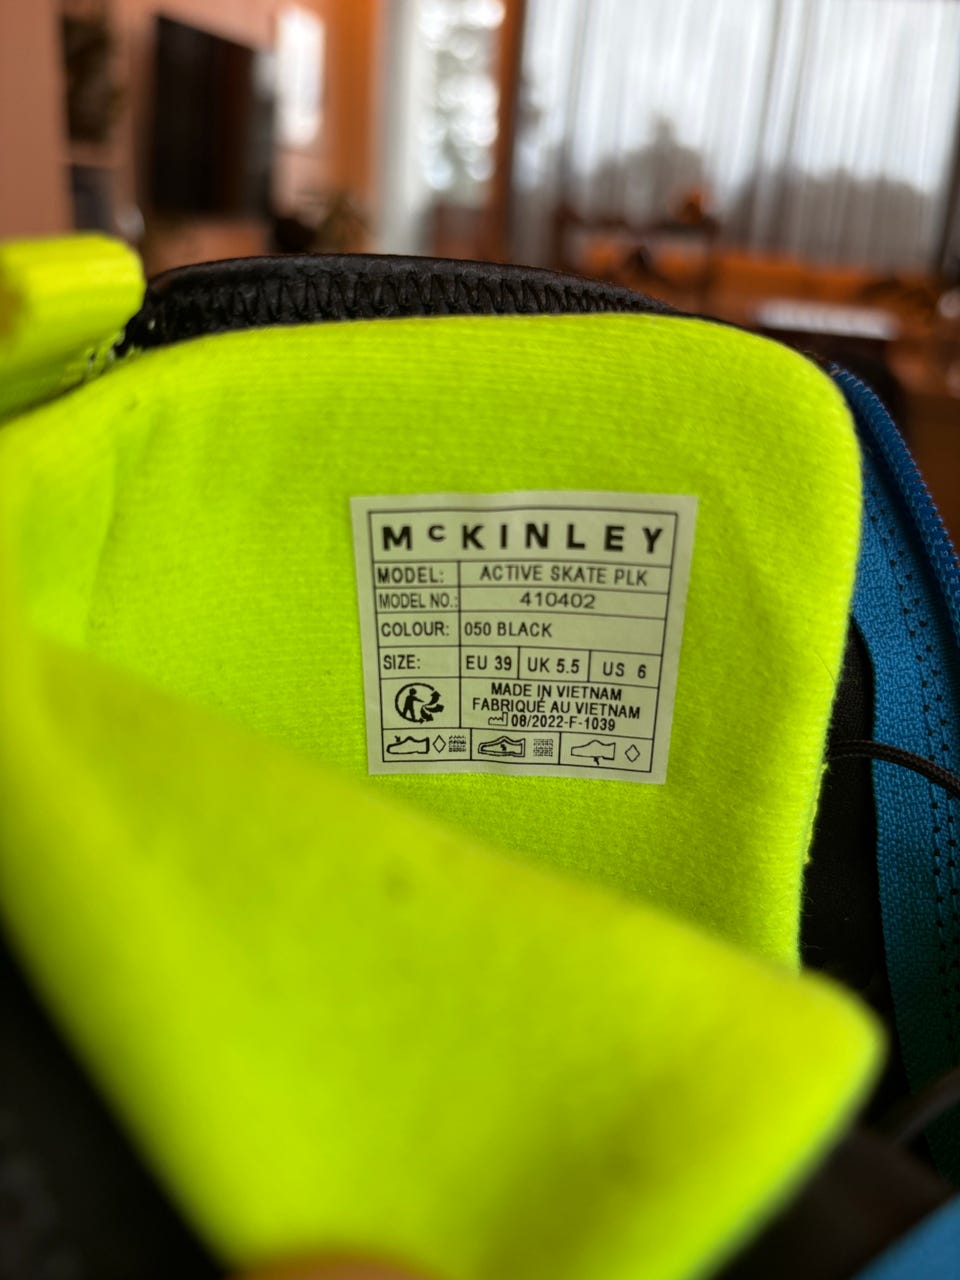 McKINLEY
MODEL: ACTIVE SKATE PLK
MODEL NO.: 410402
COLOUR: 050 BLACK
SIZE: EU 39 UK 5.5 US 6
MADE IN VIETNAM
FABRIQUÉ AU VIETNAM
08/2022-F-1039